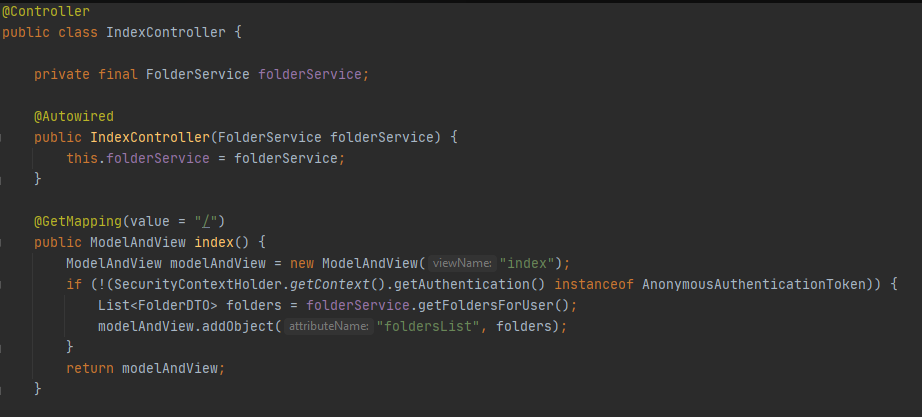 @Controller
public class IndexController {
private final FolderService folderService;
@Autowired
public IndexController(FolderService folderService) {
this.folderService = folderService;
}
@GetMapping(value = "/")
public ModelAndView index() {
ModelAndView modelAndView = new ModelAndView( viewName: "index");
if (!(SecurityContextHolder.getContext().getAuthentication() instanceof AnonymousAuthenticationToken)) {
List<FolderDTO> folders = folderService.getFoldersForUser();
modelAndView.addObject( attributeName: "foldersList", folders);
}
return modelAndView;
}